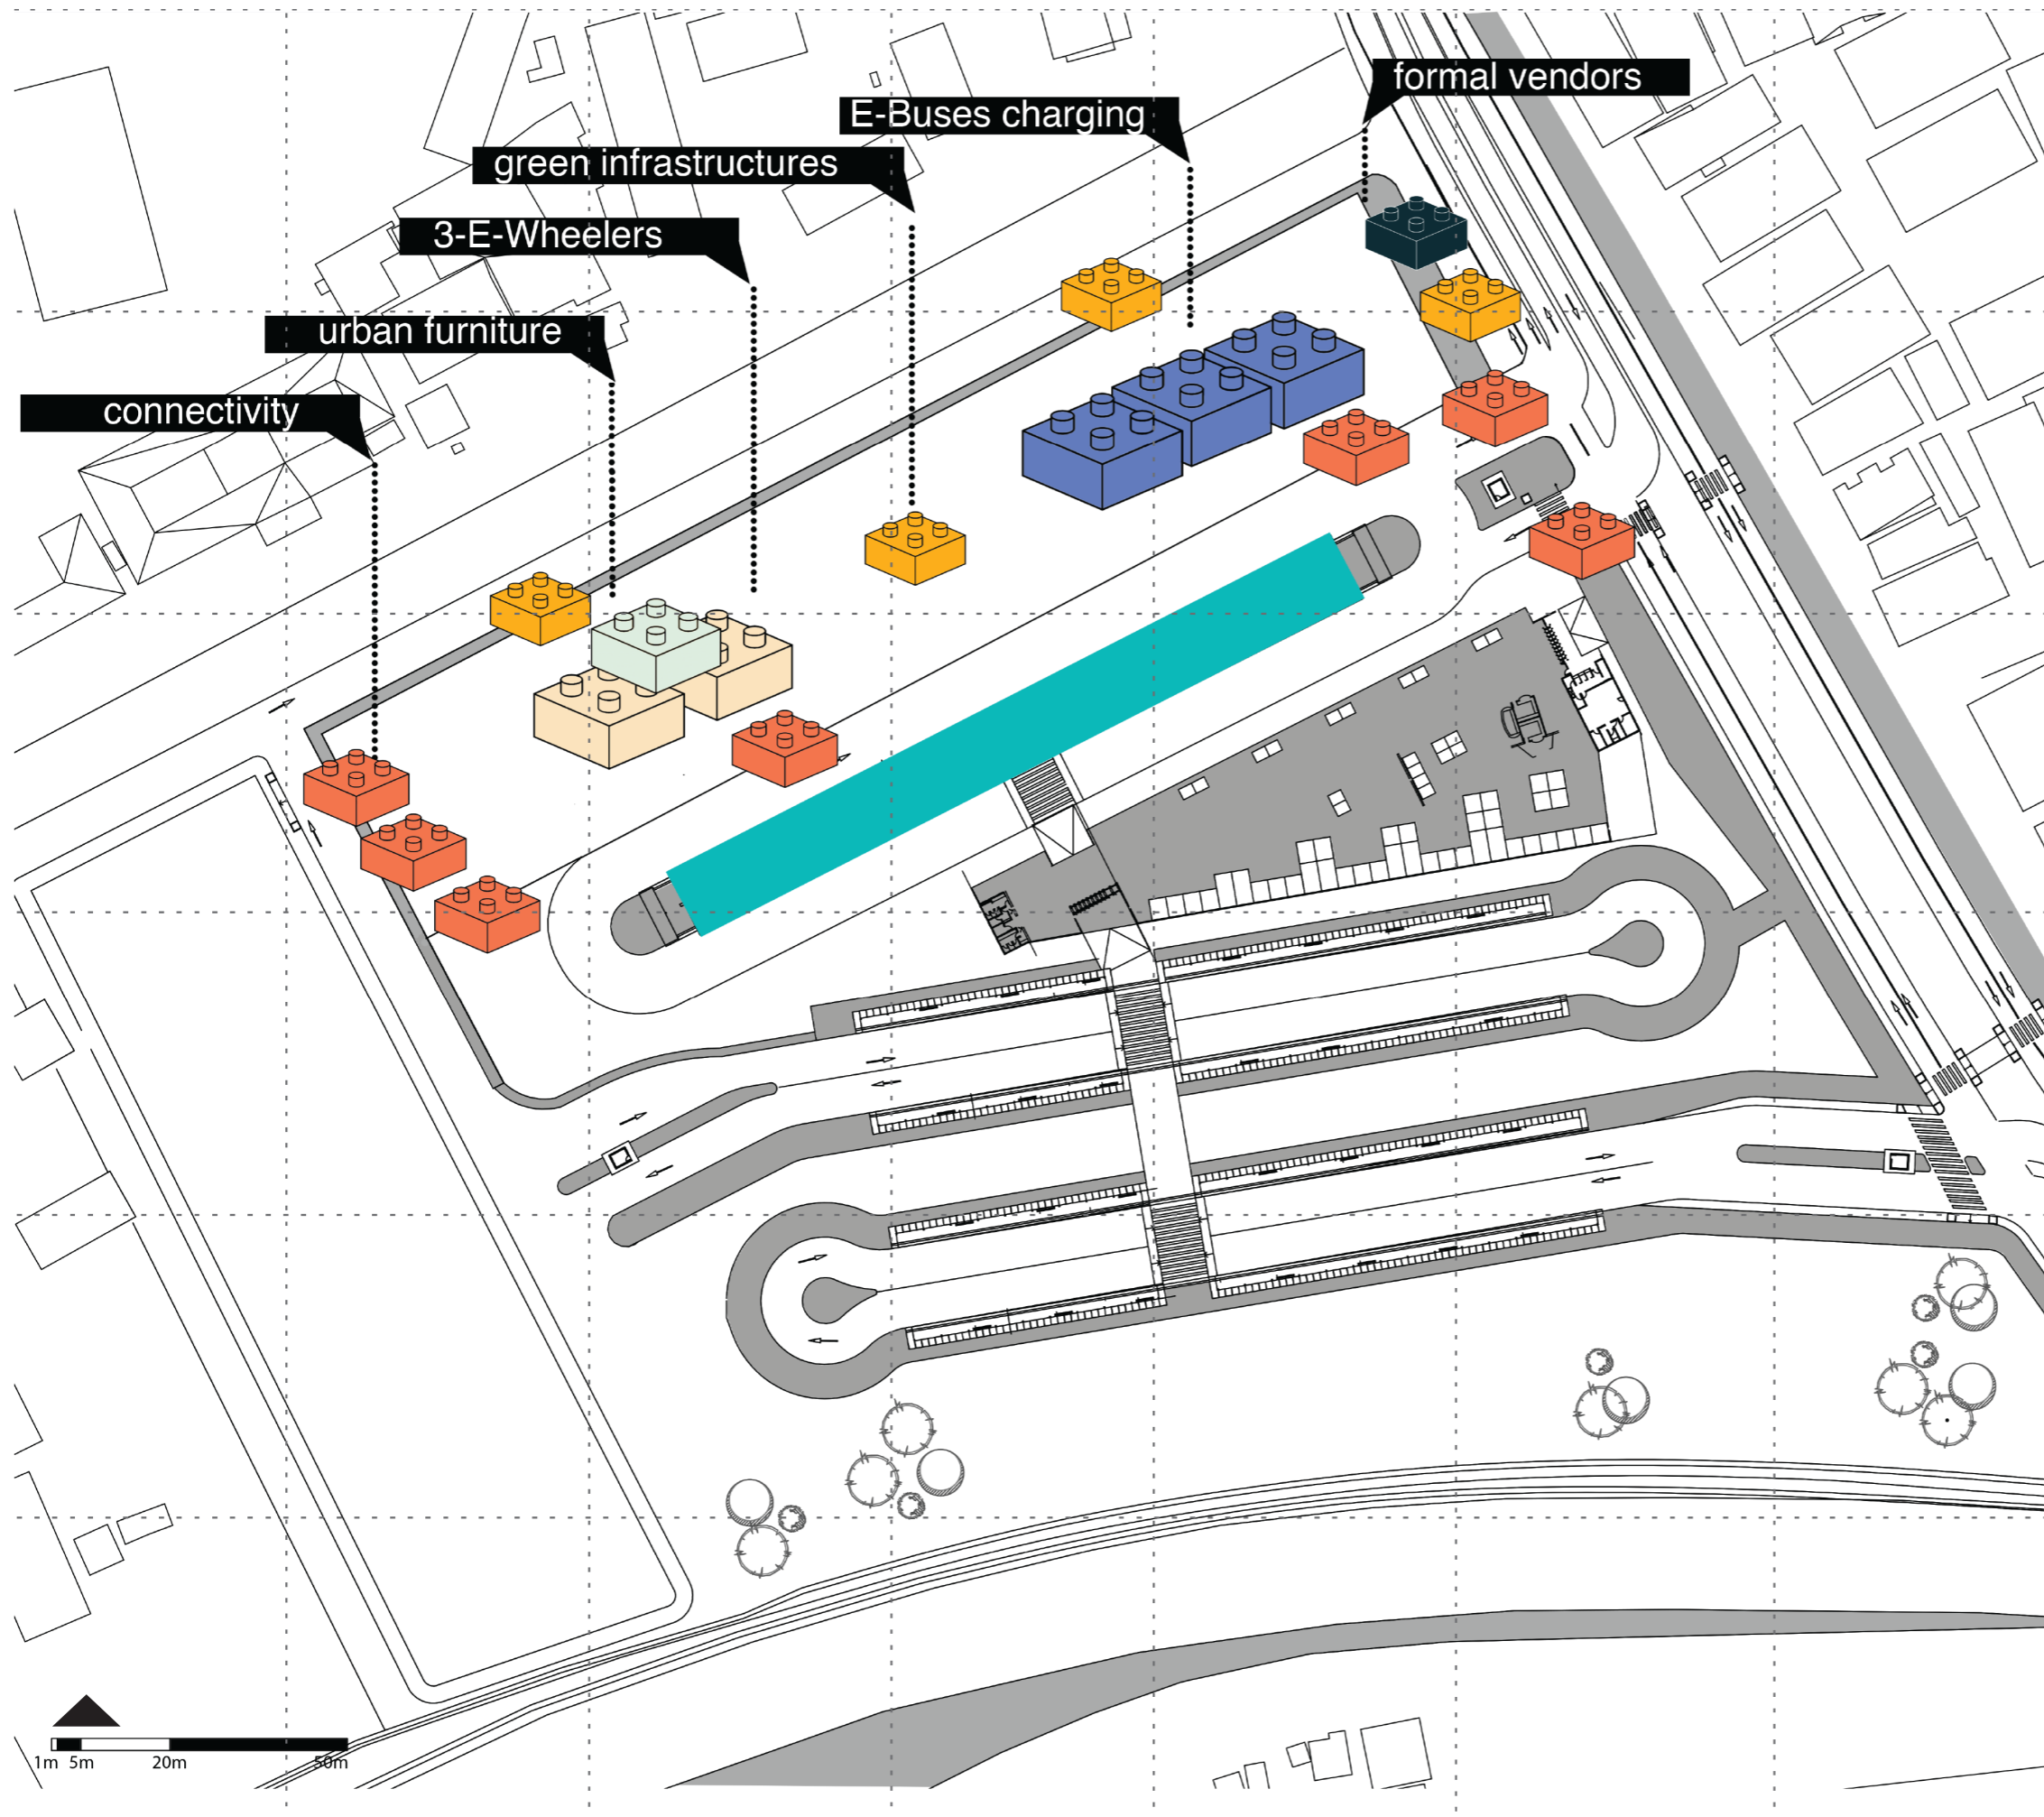 formal vendors
E-Buses charging
green infrastructures
3-E-Wheelers
urban furniture
connectivity
1m 5m 20m 50m